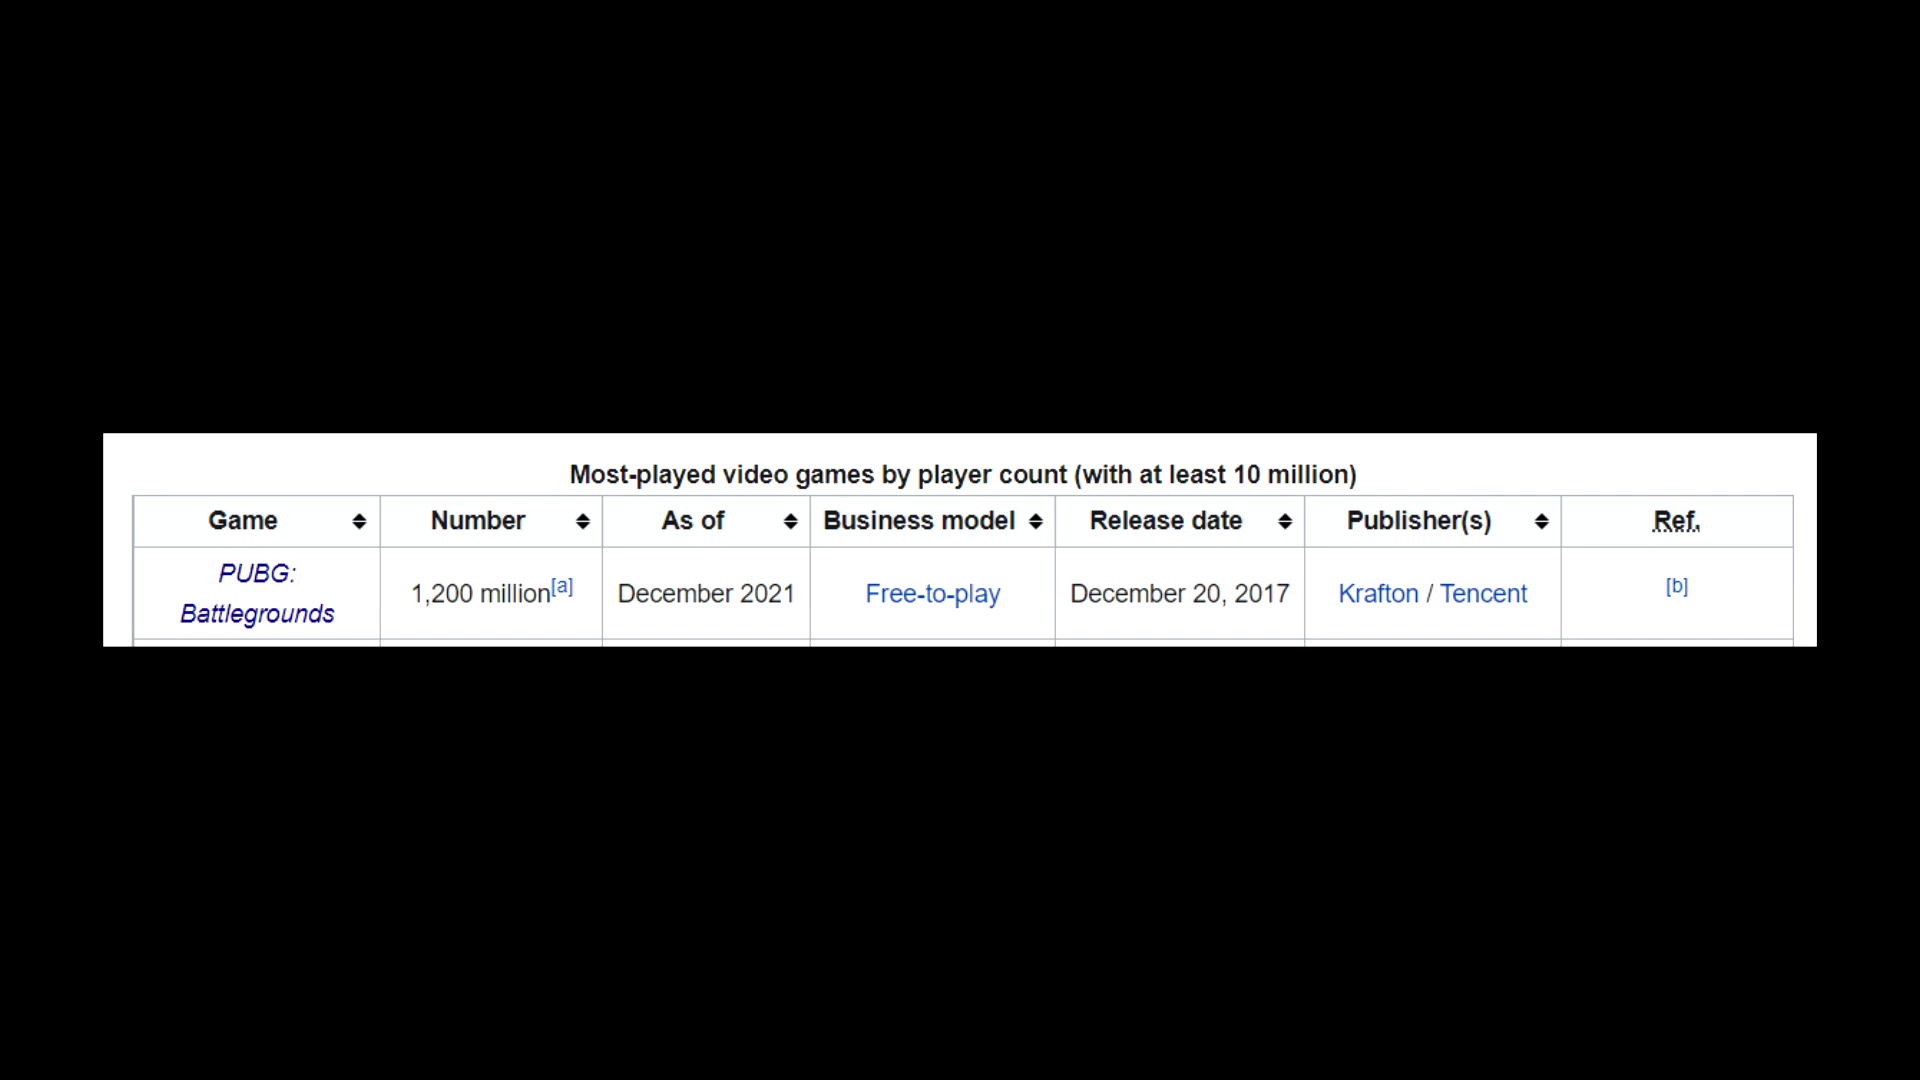 Most-played video games by player count (with at least 10 million)
Game Number As of Business model Release date Publisher(s) Ref.
PUBG: Battlegrounds 1,200 million[a] December 2021 Free-to-play December 20, 2017 Krafton / Tencent [b]